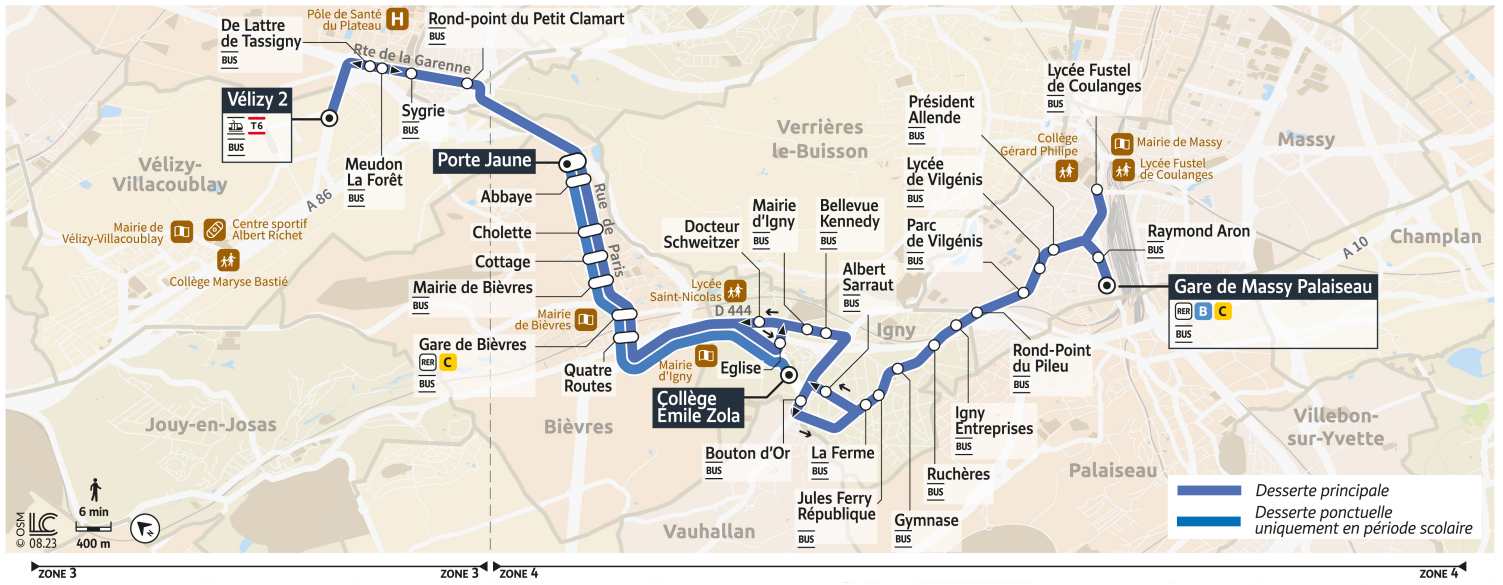 Pôle de Santé
du Plateau
H
De Lattre
de Tassigny
BUS
Rond-point du Petit Clamart
BUS
Rte de la Garenne
Vélizy 2
T6
BUS
Sygrie
BUS
Meudon
La Forêt
BUS
Vélizy-
Villacoublay
A 86
Mairie de
Vélizy-Villacoublay
Centre sportif
Albert Richet
Collège Maryse Bastié
Porte Jaune
Abbaye
Cholette
Cottage
Rue de Paris
Mairie de Bièvres
BUS
Mairie
de Bièvres
Gare de Bièvres
RER C
BUS
Quatre
Routes
Lycée
Saint-Nicolas
D 444
Mairie
d'Igny
Eglise
Collège
Émile Zola
Docteur
Schweitzer
Mairie
d'Igny
BUS
Bellevue
Kennedy
BUS
Albert
Sarraut
BUS
Verrières
le-Buisson
Igny
Bouton d'Or
BUS
La Ferme
BUS
Jules Ferry
République
BUS
Gymnase
BUS
Ruchères
BUS
Igny
Entreprises
BUS
Rond-Point
du Pileu
BUS
Parc
de Vilgénis
BUS
Lycée
de Vilgénis
BUS
Président
Allende
BUS
Lycée Fustel
de Coulanges
BUS
Collège
Gérard Philipe
Mairie de Massy
Lycée Fustel
de Coulanges
Massy
Raymond Aron
BUS
Gare de Massy Palaiseau
RER B C
BUS
A 10
Champlan
Jouy-en-Josas
Bièvres
Vauhallan
Palaiseau
Villebon-
sur-Yvette
Desserte principale
Desserte ponctuelle
uniquement en période scolaire
6 min
400 m
© OSM
LC
08.23
ZONE 3
ZONE 3
ZONE 4
ZONE 4